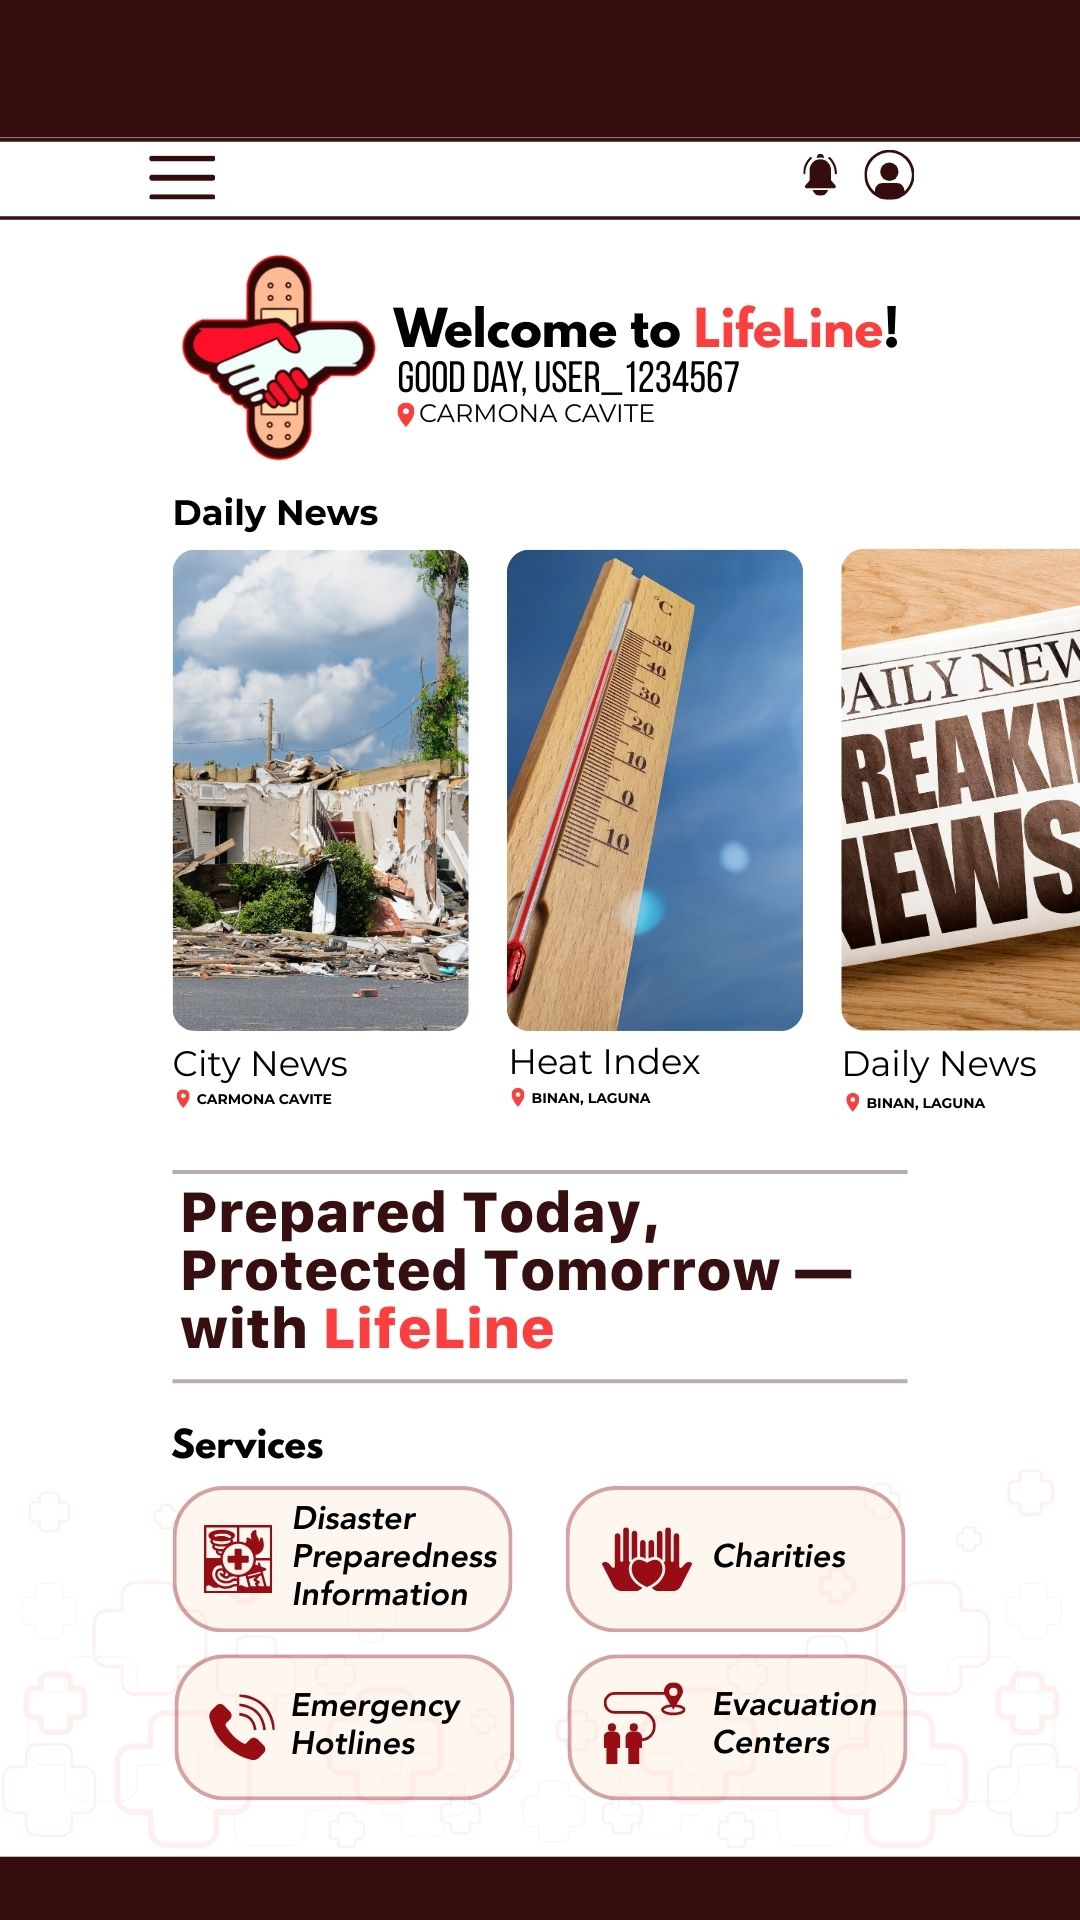 Welcome to LifeLine!
GOOD DAY, USER_1234567
CARMONA CAVITE
Daily News
°C
50
40
30
20
10
0
10
DAILY NEW
REAKI
NEWS
City News
CARMONA CAVITE
Heat Index
BINAN, LAGUNA
Daily News
BINAN, LAGUNA
Prepared Today,
Protected Tomorrow —
with LifeLine
Services
Disaster
Preparedness
Information
Charities
Emergency
Hotlines
Evacuation
Centers